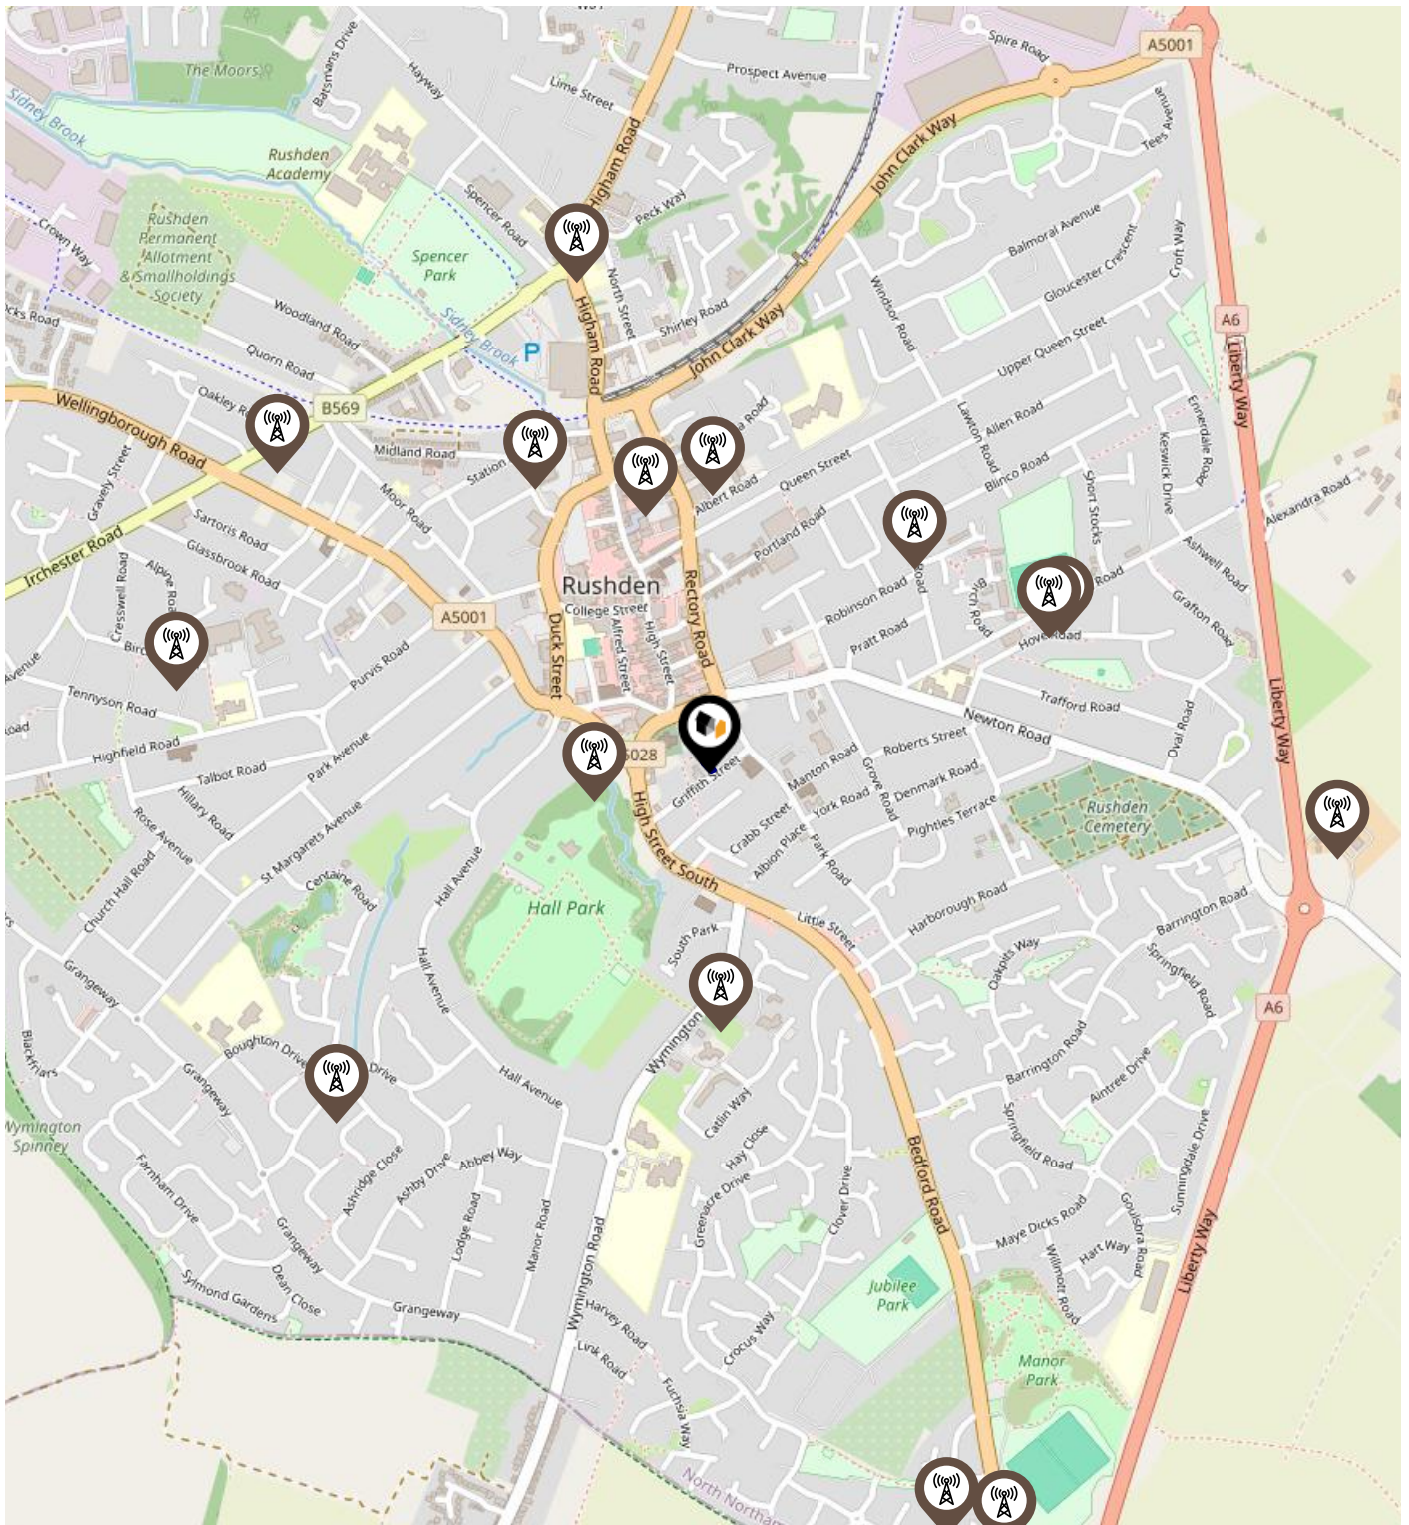 A5001
Spire Road
Prospect Avenue
The Moors
Batsmans Drive
Hayway
Lime Street
Tees Avenue
Sidney Brook
John Clark Way
Higham Road
Rushden
Academy
Spencer Road
Peck Way
Crown Way
Rushden
Permanent
Allotment
& Smallholdings
Society
Spencer
Park
North Street
Balmoral Avenue
Croft Way
Gloucester Crescent
Windsor Road
Shirley Road
Woodland Road
Sidney Brook
Higham Road
John Clark Way
Upper Queen Street
A6
Liberty Way
Quorn Road
P
Oakley
B569
Wellingborough Road
Allen Road
Lawton Road
Ennerdale Road
Keswick Drive
Midland Road
Station
Albert Road
Queen Street
Blinco Road
Gravely Street
Moor Road
Short Stocks
Alexandra Road
Sartoris Road
Portland Road
Irchester Road
Glassbrook Road
Ashwell Road
Cresswell Road
Rushden
Rectory Road
Robinson Road
Road
Birch Road
Road
Grafton Road
A5001
College Street
Duck Street
Alfred Street
High Street
Pratt Road
Hove Road
Purvis Road
Tennyson Road
Trafford Road
Liberty Way
Highfield Road
Newton Road
Oval Road
Talbot Road
Park Avenue
Roberts Street
Griffith Street
Manton Road
Grove Road
Denmark Road
Hillary Road
Rose Avenue
St Margarets Avenue
High Street South
Crabb Street
York Road
Pightles Terrace
Rushden
Cemetery
Albion Place
Park Road
Church Hall Road
Centaine Road
Hall Avenue
Hall Park
Little Street
Harborough Road
Barrington Road
South Park
Oakpits Way
Springfield Road
Grangeway
Hall Avenue
A6
Blackfriars
Boughton Drive
Drive
Wymington
Barrington Road
Aintree Drive
Grangeway
Hall Avenue
Catlin Way
Wymington
Spinney
Hay Close
Springfield Road
Sunningdale Drive
Bedford Road
Abbey Way
Ashridge Close
Ashby Drive
Farnham Drive
Greenacre Drive
Clover Drive
Goulsbra Road
Maye Dicks Road
Lodge Road
Manor Road
Grangeway
Hart Way
Willmott Road
Liberty Way
Wymington Road
Dean Close
Sylmond Gardens
Jubilee
Park
Grangeway
Harvey Road
Crocus Way
Link Road
Manor
Park
Fuchsia Way